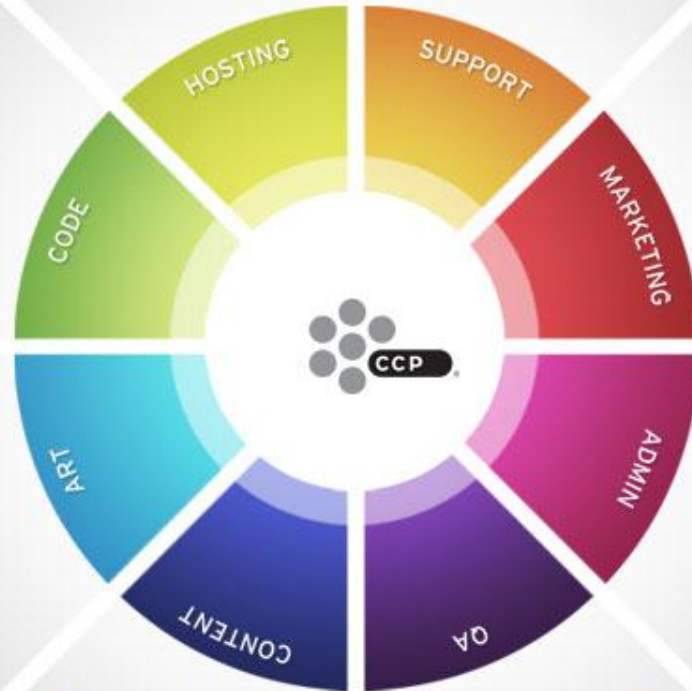 HOSTING
SUPPORT
MARKETING
ADMIN
QA
CONTENT
ART
CODE
CCP